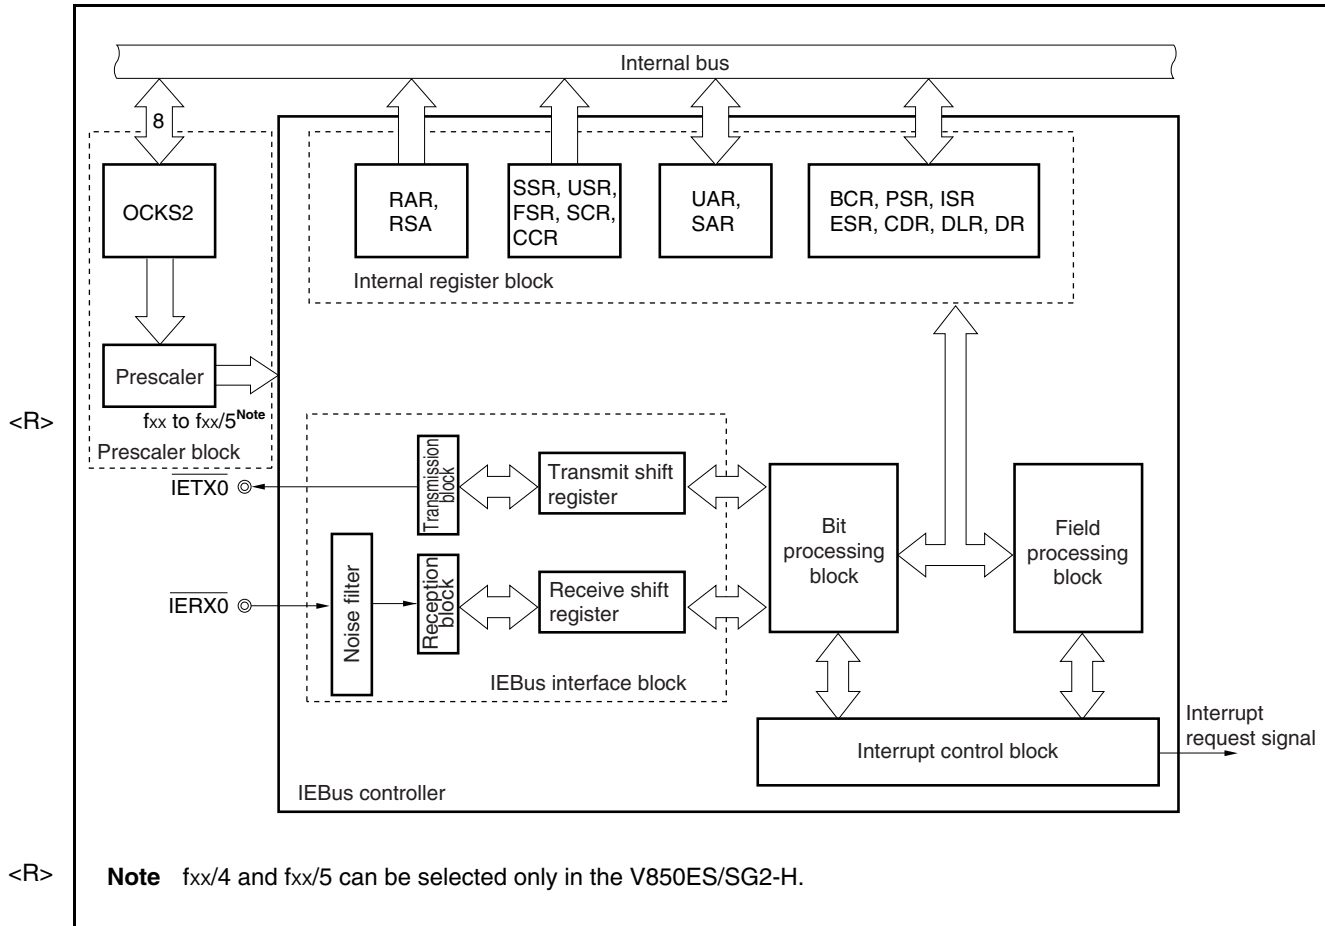 Internal bus
8
OCKS2
RAR,
RSA
SSR, USR,
FSR, SCR,
CCR
UAR,
SAR
BCR, PSR, ISR
ESR, CDR, DLR, DR
Internal register block
Prescaler
fxx to fxx/5Note
Prescaler block
<R>
IETX0
Transmission
block
Transmit shift
register
Bit
processing
block
Field
processing
block
IERX0
Noise filter
Reception
block
Receive shift
register
IEBus interface block
Interrupt control block
Interrupt
request signal
IEBus controller
<R>
Note fxx/4 and fxx/5 can be selected only in the V850ES/SG2-H.